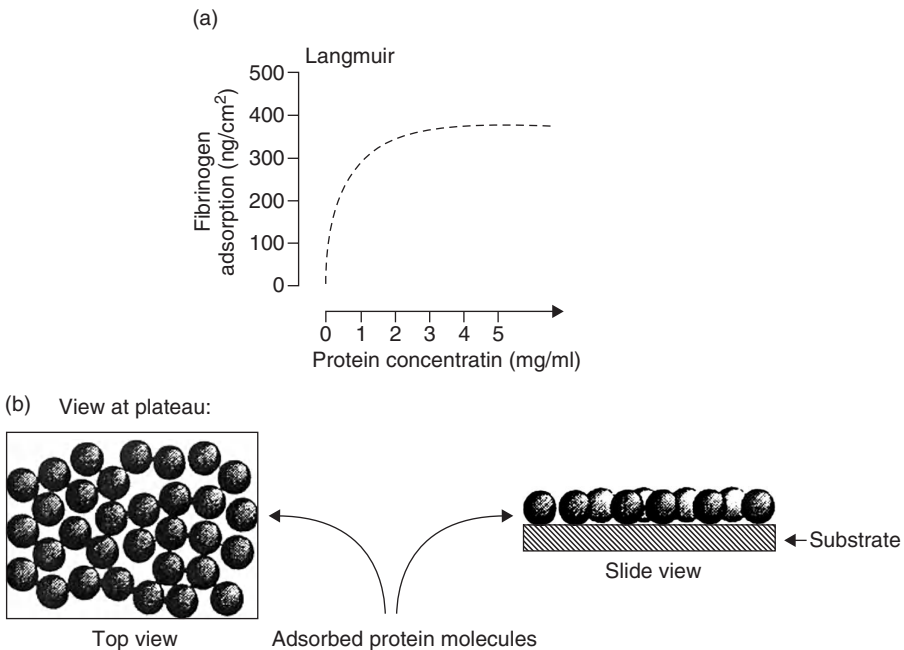 (a)
Langmuir
500
400
300
200
100
0
Fibrinogen
adsorption (ng/cm²)
0 1 2 3 4 5
Protein concentratin (mg/ml)
(b) View at plateau:
Substrate
Slide view
Top view
Adsorbed protein molecules